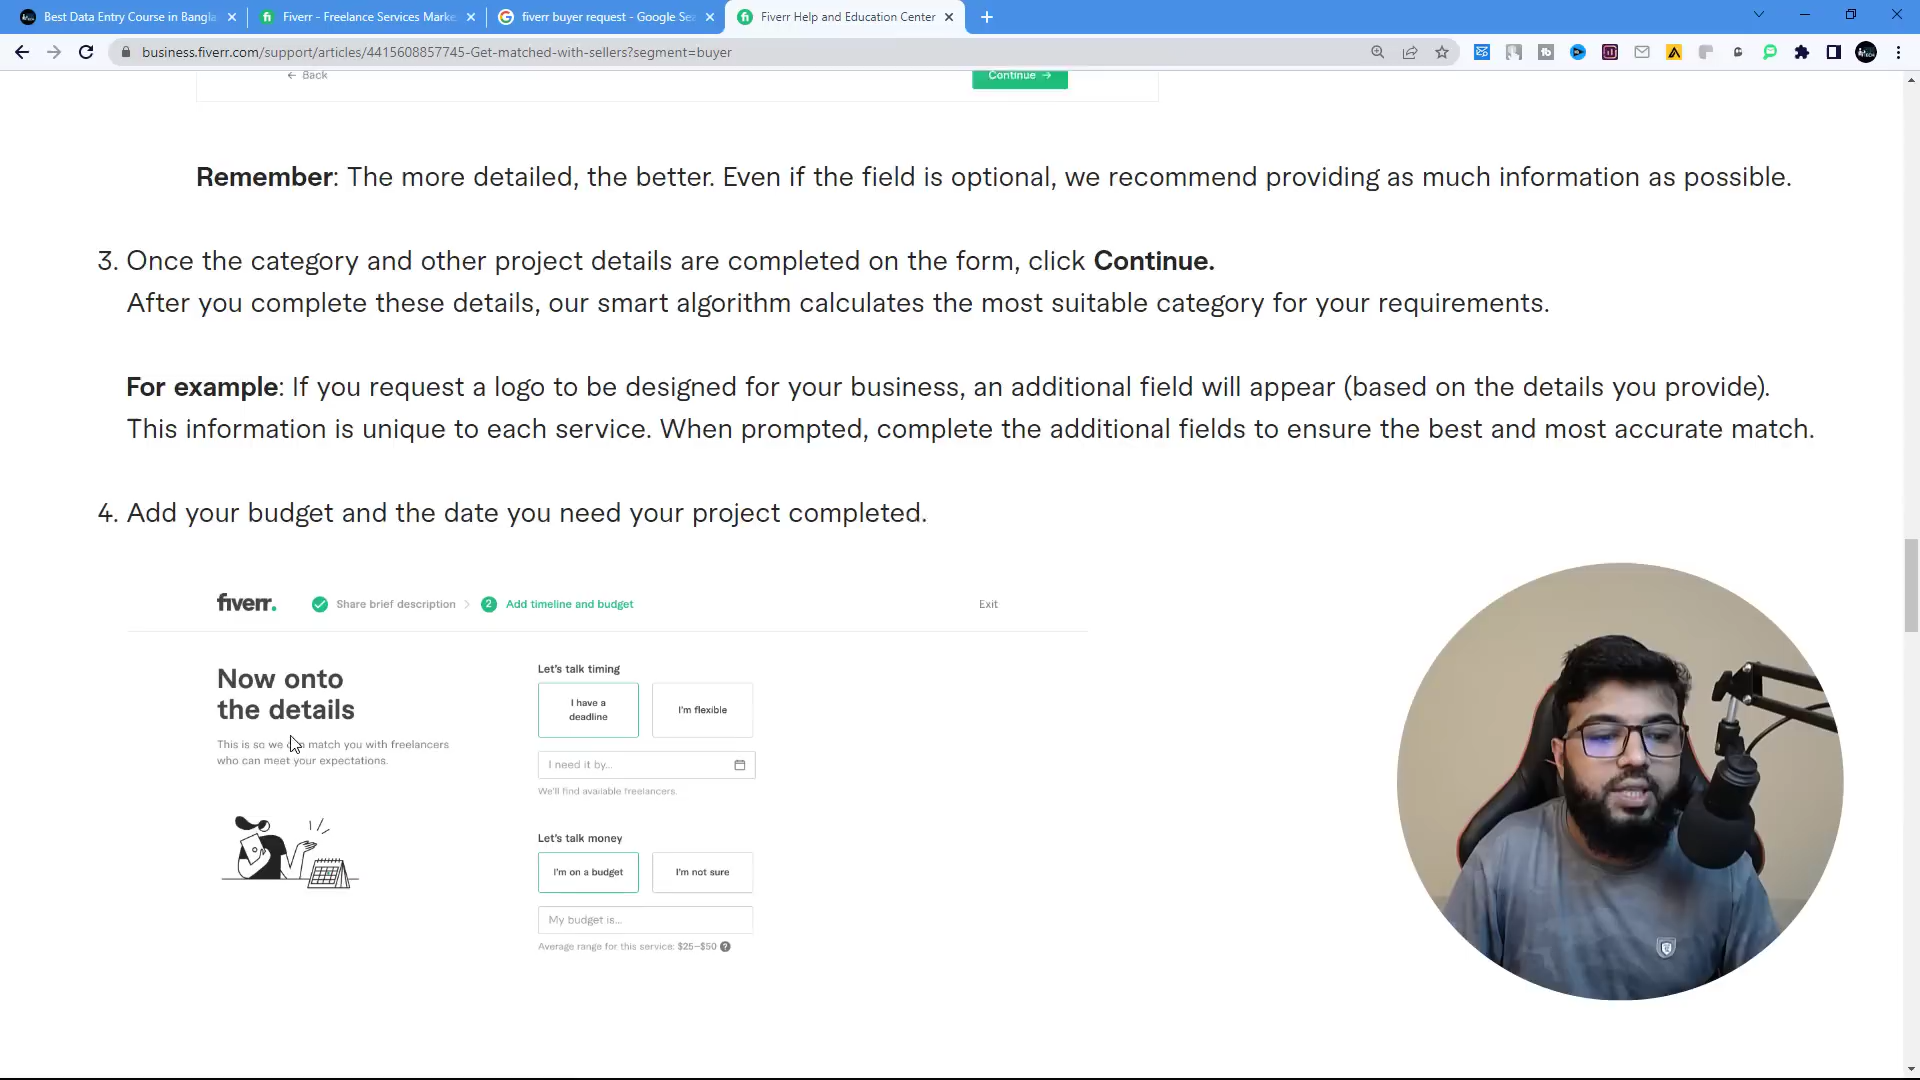 Best Data Entry Course in Bangla
Fiverr - Freelance Services Marke
fiverr buyer request - Google Se
Fiverr Help and Education Center
business.fiverr.com/support/articles/4415608857745-Get-matched-with-sellers?segment=buyer
← Back
Continue →
Remember: The more detailed, the better. Even if the field is optional, we recommend providing as much information as possible.
3. Once the category and other project details are completed on the form, click Continue.
After you complete these details, our smart algorithm calculates the most suitable category for your requirements.
For example: If you request a logo to be designed for your business, an additional field will appear (based on the details you provide).
This information is unique to each service. When prompted, complete the additional fields to ensure the best and most accurate match.
4. Add your budget and the date you need your project completed.
fiverr.
Share brief description
2 Add timeline and budget
Exit
Now onto
the details
This is so we can match you with freelancers
who can meet your expectations.
Let's talk timing
I have a
deadline
I'm flexible
I need it by...
We'll find available freelancers.
Let's talk money
I'm on a budget
I'm not sure
My budget is...
Average range for this service: $25–$50 ?